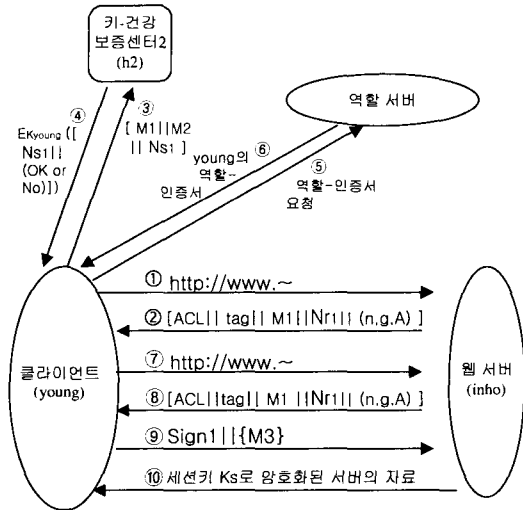 키-건강
보증센터2
(h2)
역할 서버
④
EKyoung ([
Ns1||
(OK or
No)])
③
[ M1||M2
|| Ns1 ]
⑥
young의
역할-
인증서
⑤
역할-인증서
요청
① http://www.~
② [ACL|| tag|| M1||Nr1|| (n,g,A) ]
⑦ http://www.~
⑧ [ACL||tag|| M1 ||Nr1|| (n,g,A) ]
⑨ Sign1||{M3}
⑩ 세션키 Ks로 암호화된 서버의 자료
클라이언트
(young)
웹 서버
(inho)